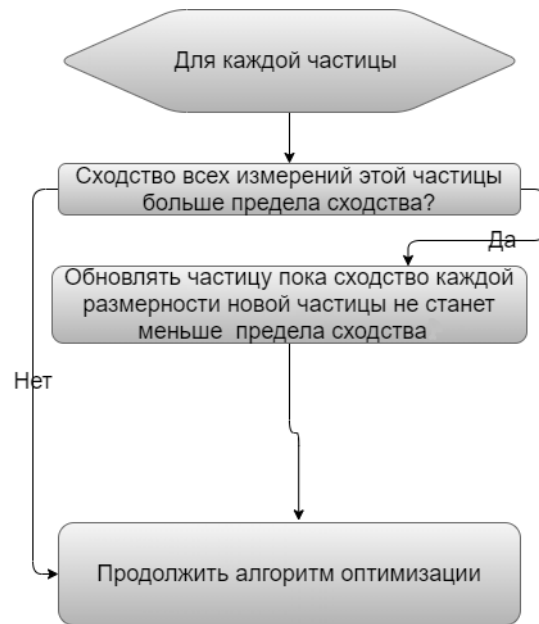 Для каждой частицы
Сходство всех измерений этой частицы
больше предела сходства?
Да
Обновлять частицу пока сходство каждой
размерности новой частицы не станет
меньше предела сходства
Нет
Продолжить алгоритм оптимизации